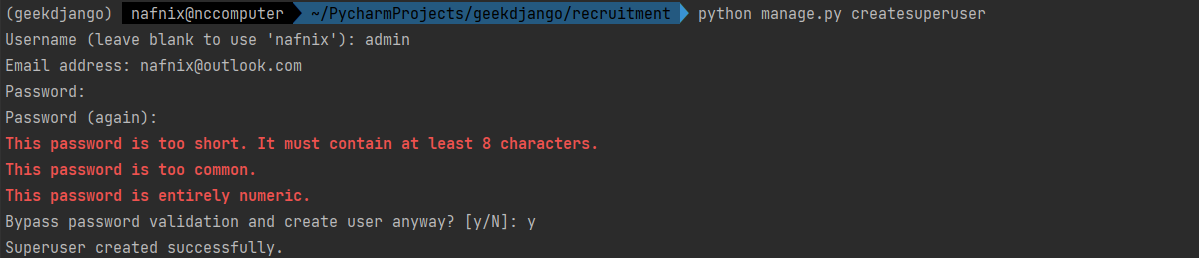 (geekdjango) nafnix@nccomputer ~/PycharmProjects/geekdjango/recruitment python manage.py createsuperuser
Username (leave blank to use 'nafnix'): admin
Email address: nafnix@outlook.com
Password:
Password (again):
This password is too short. It must contain at least 8 characters.
This password is too common.
This password is entirely numeric.
Bypass password validation and create user anyway? [y/N]: y
Superuser created successfully.